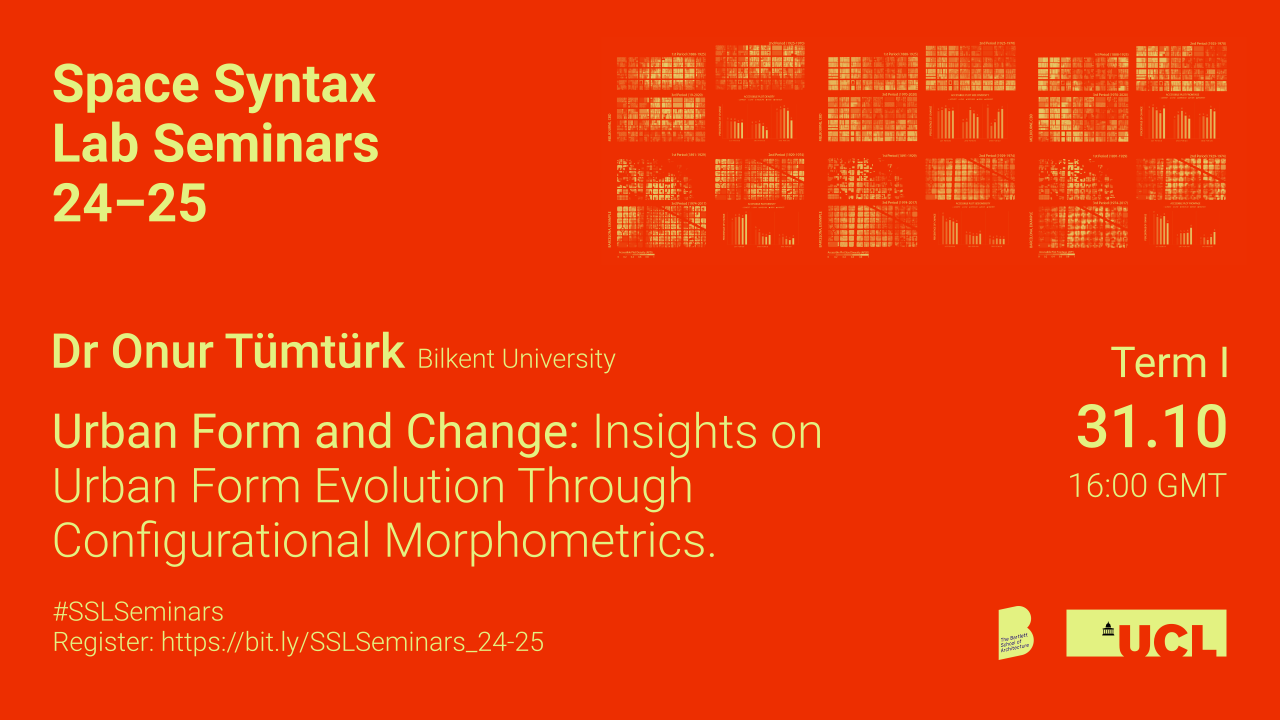 Space Syntax
Lab Seminars
24–25
Dr Onur Tümtürk Bilkent University
Urban Form and Change: Insights on
Urban Form Evolution Through
Configurational Morphometrics.
Term I
31.10
16:00 GMT
#SSLSeminars
Register: https://bit.ly/SSLSeminars_24-25
The Bartlett
School of
Architecture
UCL